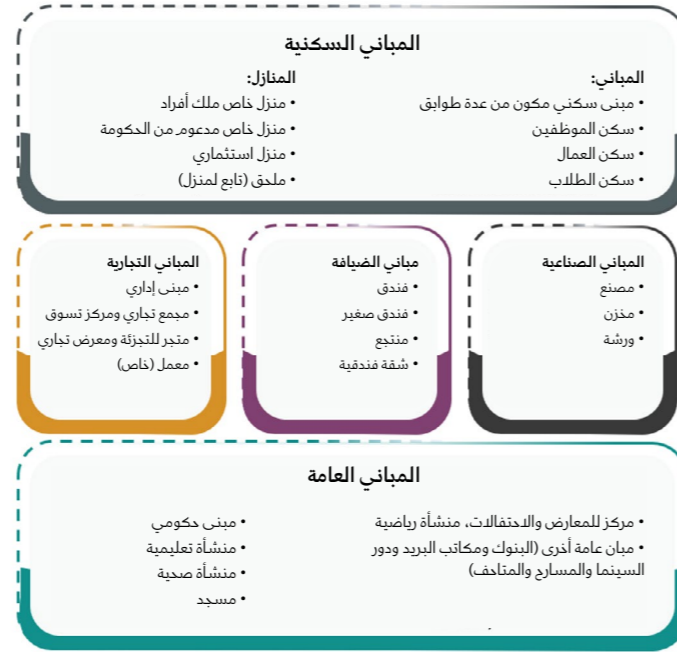 المباني السكنية
المباني:
• مبنى سكني مكون من عدة طوابق
• سكن الموظفين
• سكن العمال
• سكن الطلاب
المنازل:
• منزل خاص ملك أفراد
• منزل خاص مدعوم من الحكومة
• منزل استثماري
• ملحق (تابع لمنزل)
المباني الصناعية
• مصنع
• مخزن
• ورشة
مباني الضيافة
• فندق
• فندق صغير
• منتجع
• شقة فندقية
المباني التجارية
• مبنى إداري
• مجمع تجاري ومركز تسوق
• متجر للتجزئة ومعرض تجاري
• معمل (خاص)
المباني العامة
• مركز للمعارض والاحتفالات، منشأة رياضية
• مبان عامة أخرى (البنوك ومكاتب البريد ودور
السينما والمسارح والمتاحف)
• مبنى حكومي
• منشأة تعليمية
• منشأة صحية
• مسجد